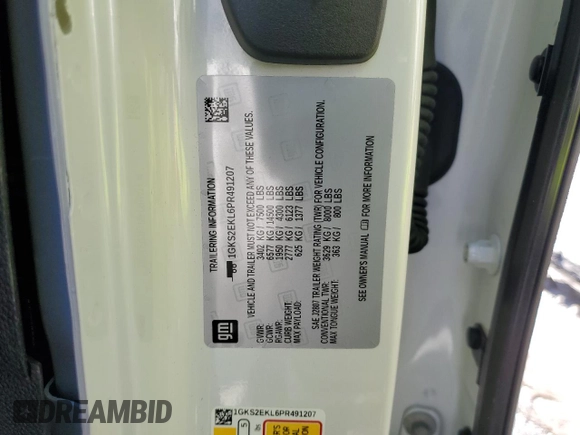 TRAILERING INFORMATION
1GKS2EKL6PR491207
VEHICLE AND TRAILER MUST NOT EXCEED ANY OF THESE VALUES.
GVWR: 3402 KG / 7500 LBS
GCWR: 6577 KG / 14500 LBS
RGAWR: 1950 KG / 4300 LBS
CURB WEIGHT: 2777 KG / 6123 LBS
MAX PAYLOAD: 625 KG / 1377 LBS
SAE J2807 TRAILER WEIGHT RATING (TWR) FOR VEHICLE CONFIGURATION.
CONVENTIONAL TWR: 3629 KG / 8000 LBS
MAX TONGUE WEIGHT: 363 KG / 800 LBS
SEE OWNER'S MANUAL FOR MORE INFORMATION
gm
1GKS2EKL6PR491207
DREAMBID